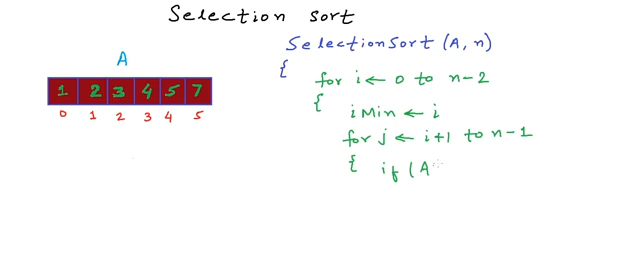 Selection sort
A
1 2 3 4 5 7
0 1 2 3 4 5
SelectionSort (A, n)
{
for i ← 0 to n-2
{ iMin ← i
for j ← i+1 to n-1
{ if (A